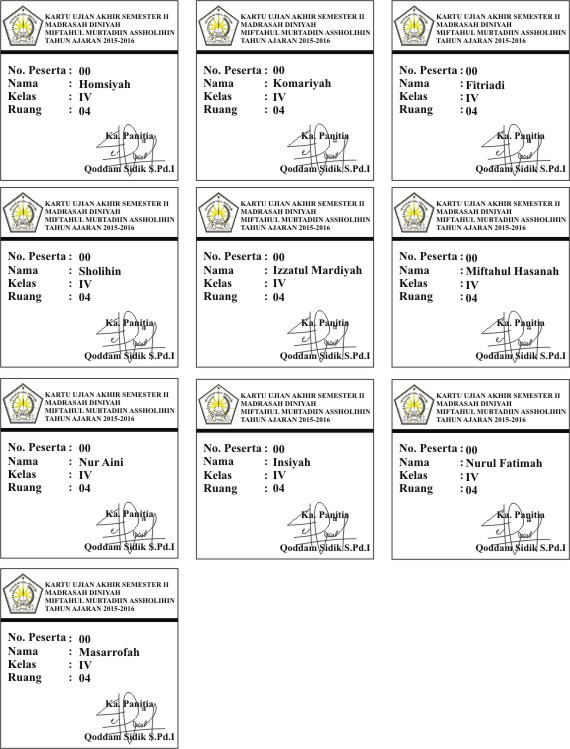 KARTU UJIAN AKHIR SEMESTER II
MADRASAH DINIYAH
MIFTAHUL MUBTADIIN ASSHOLIHIN
TAHUN AJARAN 2015-2016
No. Peserta : 00
Nama : Homsiyah
Kelas : IV
Ruang : 04
Ka. Panitia
Qoddam Sidik S.Pd.I
KARTU UJIAN AKHIR SEMESTER II
MADRASAH DINIYAH
MIFTAHUL MUBTADIIN ASSHOLIHIN
TAHUN AJARAN 2015-2016
No. Peserta : 00
Nama : Komariyah
Kelas : IV
Ruang : 04
Ka. Panitia
Qoddam Sidik S.Pd.I
KARTU UJIAN AKHIR SEMESTER II
MADRASAH DINIYAH
MIFTAHUL MUBTADIIN ASSHOLIHIN
TAHUN AJARAN 2015-2016
No. Peserta : 00
Nama : Fitriadi
Kelas : IV
Ruang : 04
Ka. Panitia
Qoddam Sidik S.Pd.I
KARTU UJIAN AKHIR SEMESTER II
MADRASAH DINIYAH
MIFTAHUL MUBTADIIN ASSHOLIHIN
TAHUN AJARAN 2015-2016
No. Peserta : 00
Nama : Sholihin
Kelas : IV
Ruang : 04
Ka. Panitia
Qoddam Sidik S.Pd.I
KARTU UJIAN AKHIR SEMESTER II
MADRASAH DINIYAH
MIFTAHUL MUBTADIIN ASSHOLIHIN
TAHUN AJARAN 2015-2016
No. Peserta : 00
Nama : Izzatul Mardiyah
Kelas : IV
Ruang : 04
Ka. Panitia
Qoddam Sidik S.Pd.I
KARTU UJIAN AKHIR SEMESTER II
MADRASAH DINIYAH
MIFTAHUL MUBTADIIN ASSHOLIHIN
TAHUN AJARAN 2015-2016
No. Peserta : 00
Nama : Miftahul Hasanah
Kelas : IV
Ruang : 04
Ka. Panitia
Qoddam Sidik S.Pd.I
KARTU UJIAN AKHIR SEMESTER II
MADRASAH DINIYAH
MIFTAHUL MUBTADIIN ASSHOLIHIN
TAHUN AJARAN 2015-2016
No. Peserta : 00
Nama : Nur Aini
Kelas : IV
Ruang : 04
Ka. Panitia
Qoddam Sidik S.Pd.I
KARTU UJIAN AKHIR SEMESTER II
MADRASAH DINIYAH
MIFTAHUL MUBTADIIN ASSHOLIHIN
TAHUN AJARAN 2015-2016
No. Peserta : 00
Nama : Insiyah
Kelas : IV
Ruang : 04
Ka. Panitia
Qoddam Sidik S.Pd.I
KARTU UJIAN AKHIR SEMESTER II
MADRASAH DINIYAH
MIFTAHUL MUBTADIIN ASSHOLIHIN
TAHUN AJARAN 2015-2016
No. Peserta : 00
Nama : Nurul Fatimah
Kelas : IV
Ruang : 04
Ka. Panitia
Qoddam Sidik S.Pd.I
KARTU UJIAN AKHIR SEMESTER II
MADRASAH DINIYAH
MIFTAHUL MUBTADIIN ASSHOLIHIN
TAHUN AJARAN 2015-2016
No. Peserta : 00
Nama : Masarrofah
Kelas : IV
Ruang : 04
Ka. Panitia
Qoddam Sidik S.Pd.I